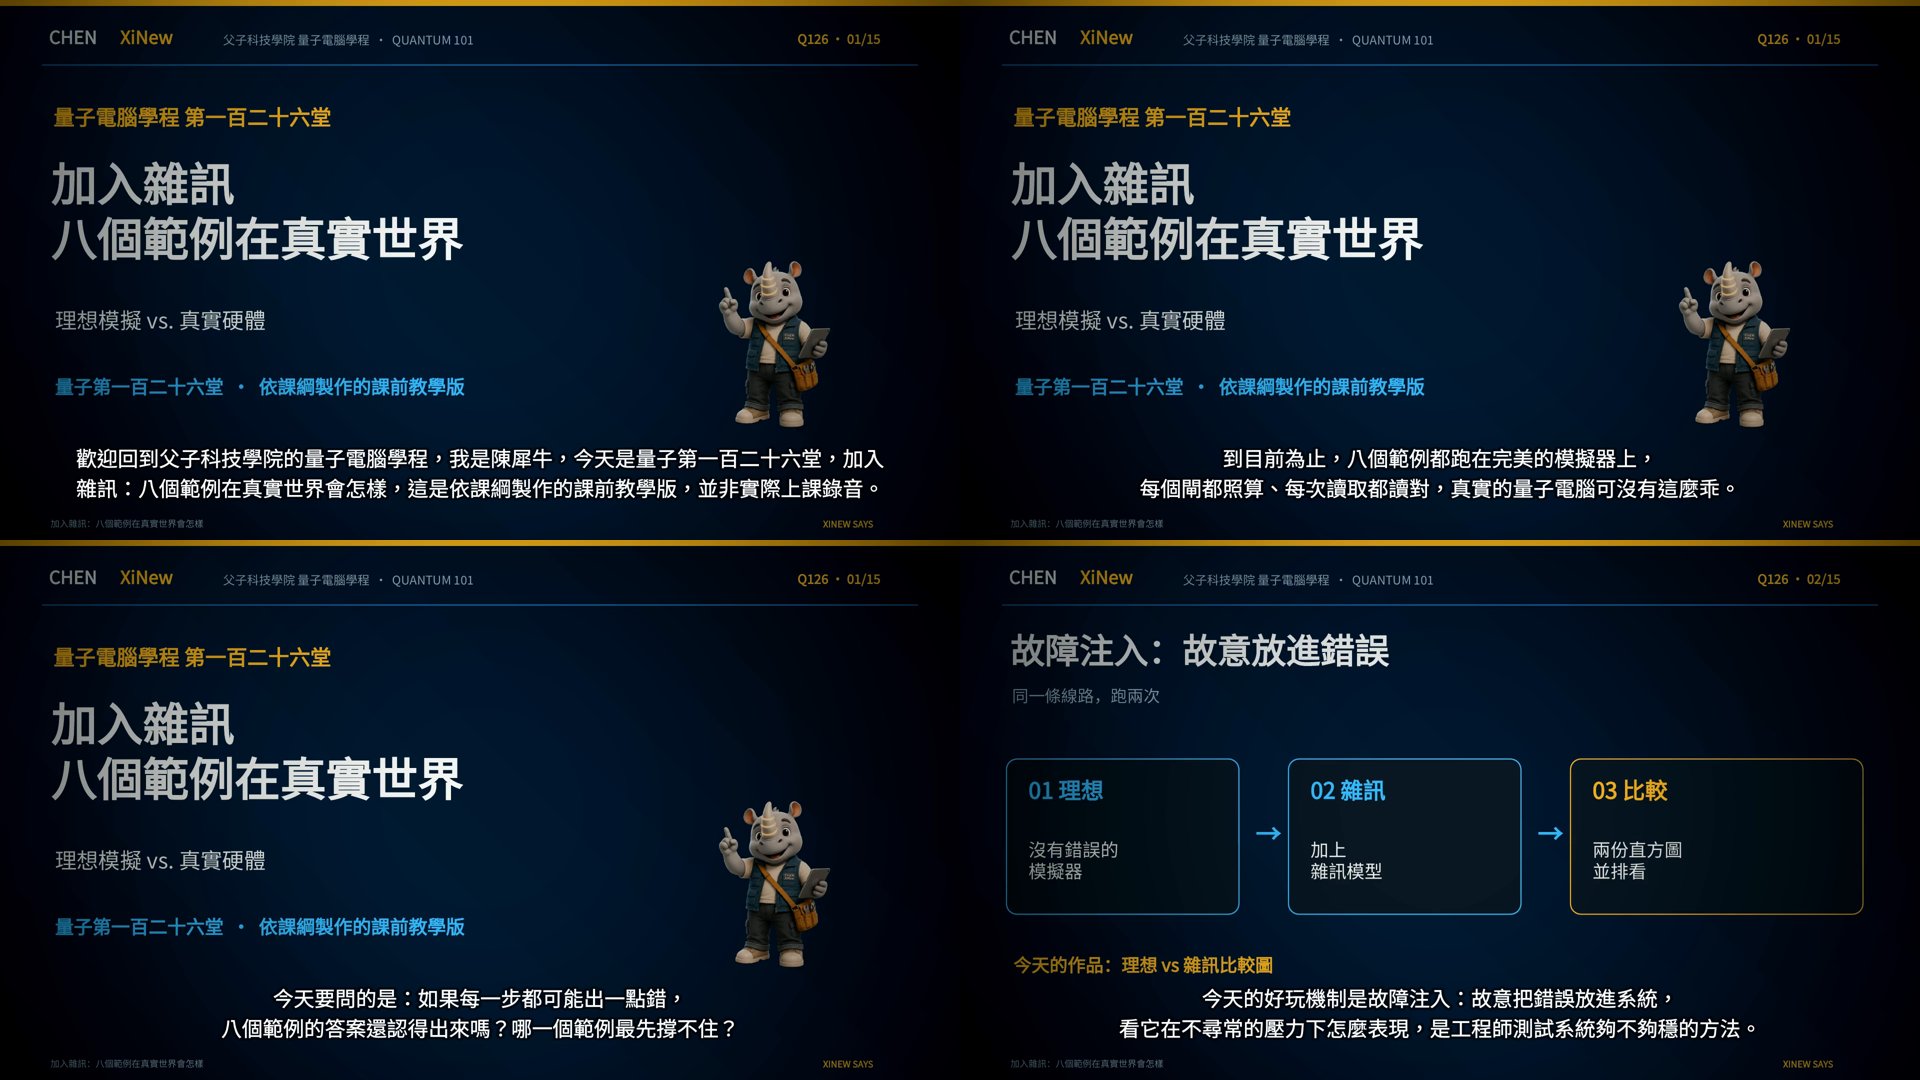 CHEN XiNew 父子科技學院 量子電腦學程 · QUANTUM 101 Q126 · 01/15
量子電腦學程 第一百二十六堂
加入雜訊
八個範例在真實世界
理想模擬 vs. 真實硬體
量子第一百二十六堂 · 依課綱製作的課前教學版
歡迎回到父子科技學院的量子電腦學程，我是陳犀牛，今天是量子第一百二十六堂，加入
雜訊：八個範例在真實世界會怎樣，這是依課綱製作的課前教學版，並非實際上課錄音。
加入雜訊：八個範例在真實世界會怎樣 XINEW SAYS
CHEN XiNew 父子科技學院 量子電腦學程 · QUANTUM 101 Q126 · 01/15
量子電腦學程 第一百二十六堂
加入雜訊
八個範例在真實世界
理想模擬 vs. 真實硬體
量子第一百二十六堂 · 依課綱製作的課前教學版
到目前為止，八個範例都跑在完美的模擬器上，
每個閘都照算、每次讀取都讀對，真實的量子電腦可沒有這麼乖。
加入雜訊：八個範例在真實世界會怎樣 XINEW SAYS
CHEN XiNew 父子科技學院 量子電腦學程 · QUANTUM 101 Q126 · 01/15
量子電腦學程 第一百二十六堂
加入雜訊
八個範例在真實世界
理想模擬 vs. 真實硬體
量子第一百二十六堂 · 依課綱製作的課前教學版
今天要問的是：如果每一步都可能出一點錯，
八個範例的答案還認得出來嗎？哪一個範例最先撐不住？
加入雜訊：八個範例在真實世界會怎樣 XINEW SAYS
CHEN XiNew 父子科技學院 量子電腦學程 · QUANTUM 101 Q126 · 02/15
故障注入：故意放進錯誤
同一條線路，跑兩次
01 理想
沒有錯誤的
模擬器
→
02 雜訊
加上
雜訊模型
→
03 比較
兩份直方圖
並排看
今天的作品：理想 vs 雜訊比較圖
今天的好玩機制是故障注入：故意把錯誤放進系統，
看它在不尋常的壓力下怎麼表現，是工程師測試系統夠不夠穩的方法。
加入雜訊：八個範例在真實世界會怎樣 XINEW SAYS